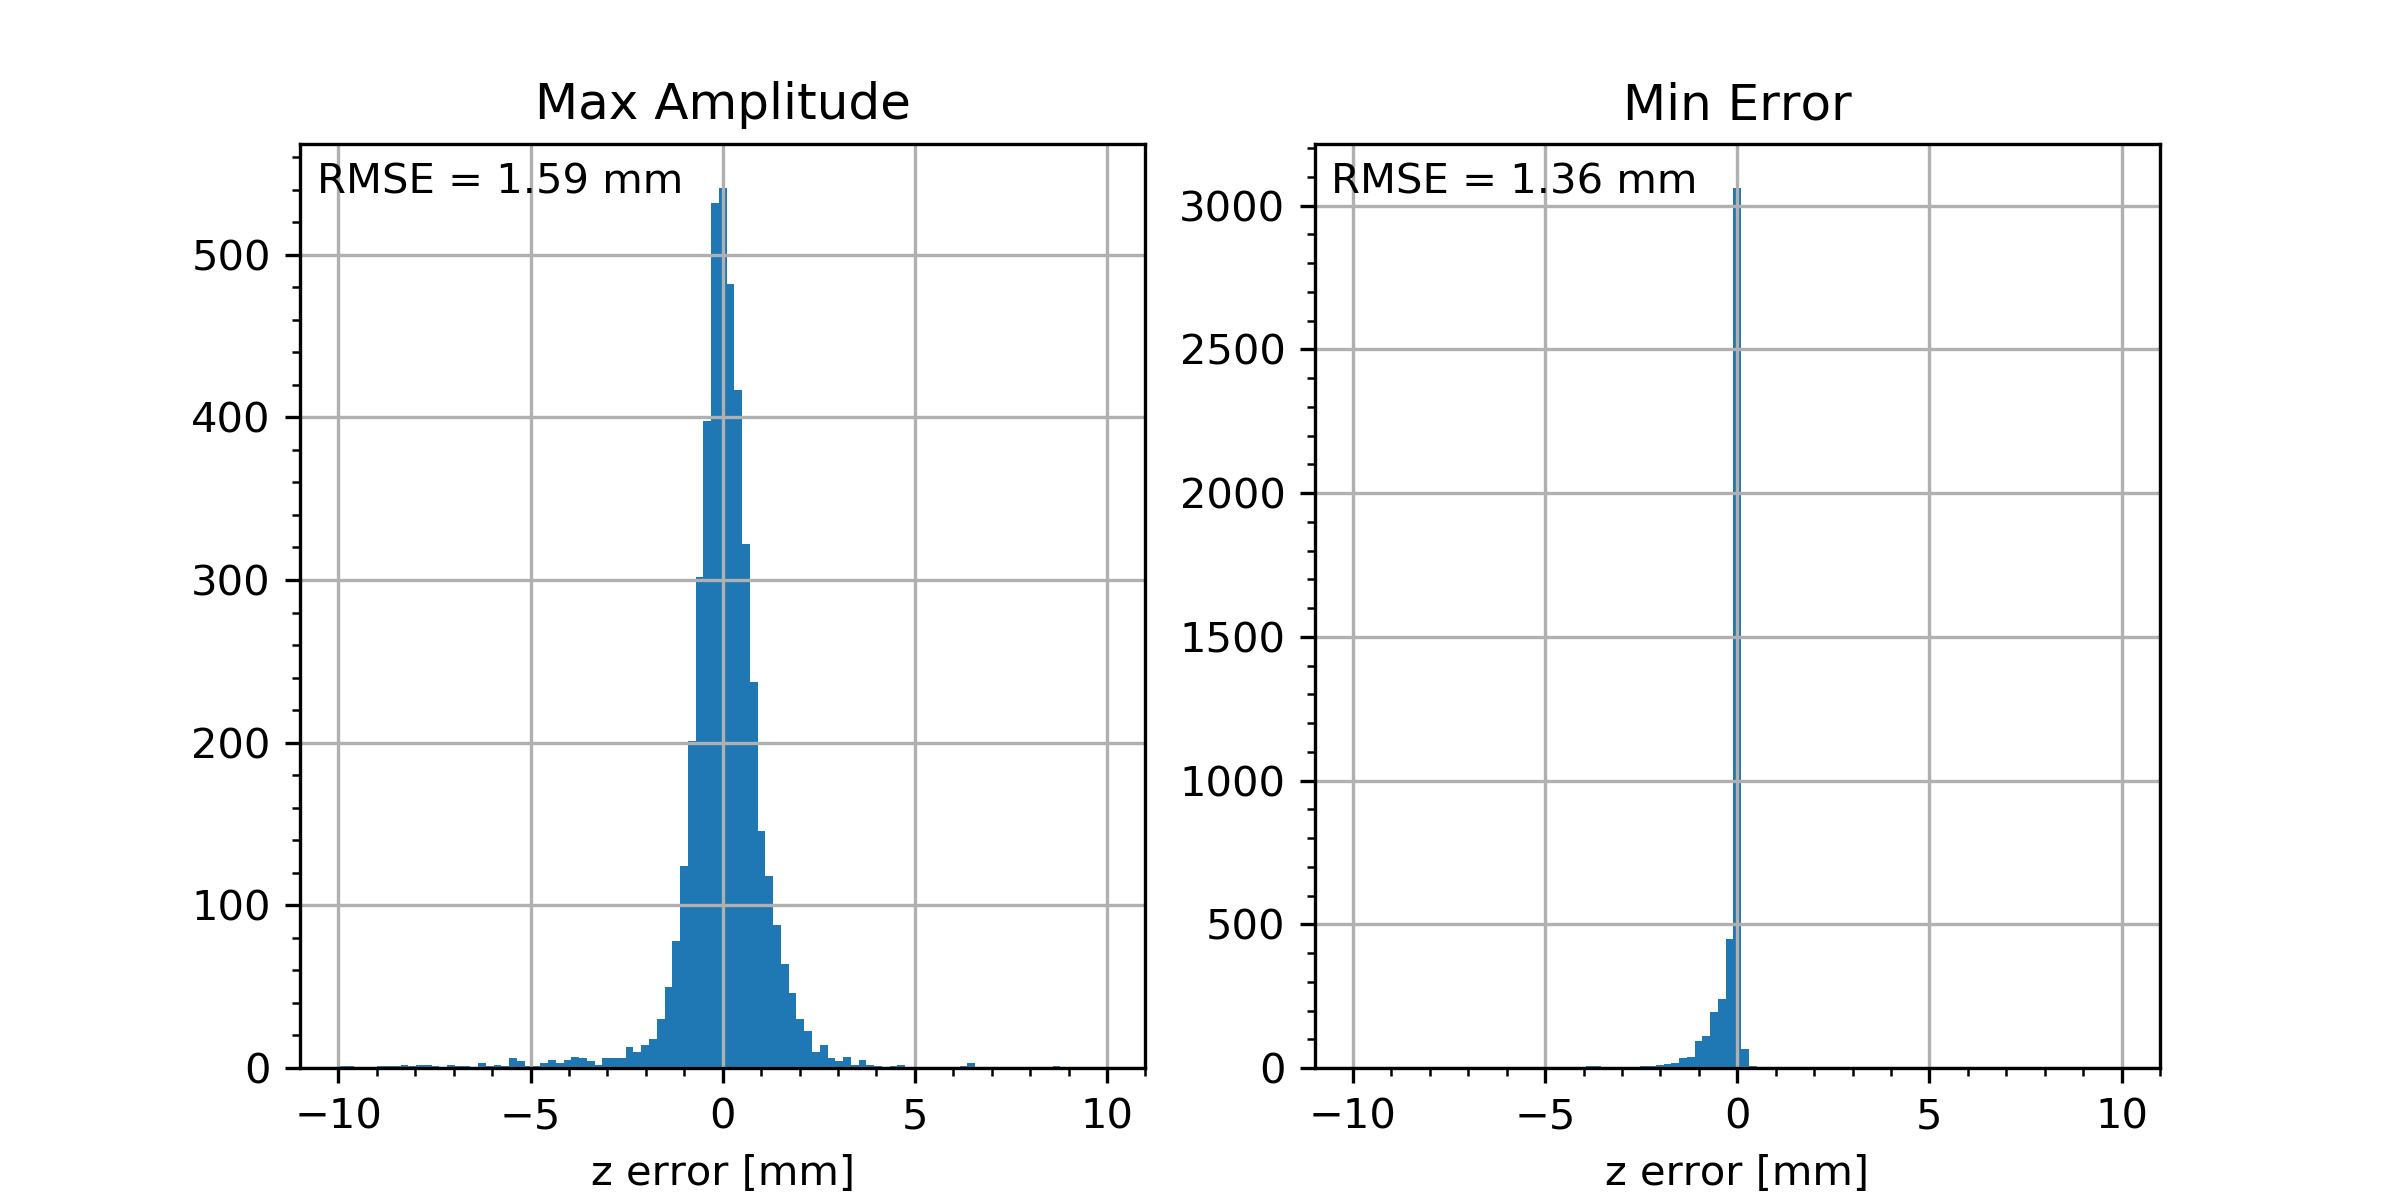 Max Amplitude
RMSE = 1.59 mm
500
400
300
200
100
0
−10 −5 0 5 10
z error [mm]
Min Error
RMSE = 1.36 mm
3000
2500
2000
1500
1000
500
0
−10 −5 0 5 10
z error [mm]